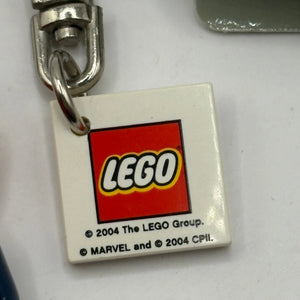 LEGO
© 2004 The LEGO Group.
© MARVEL and © 2004 CPII.